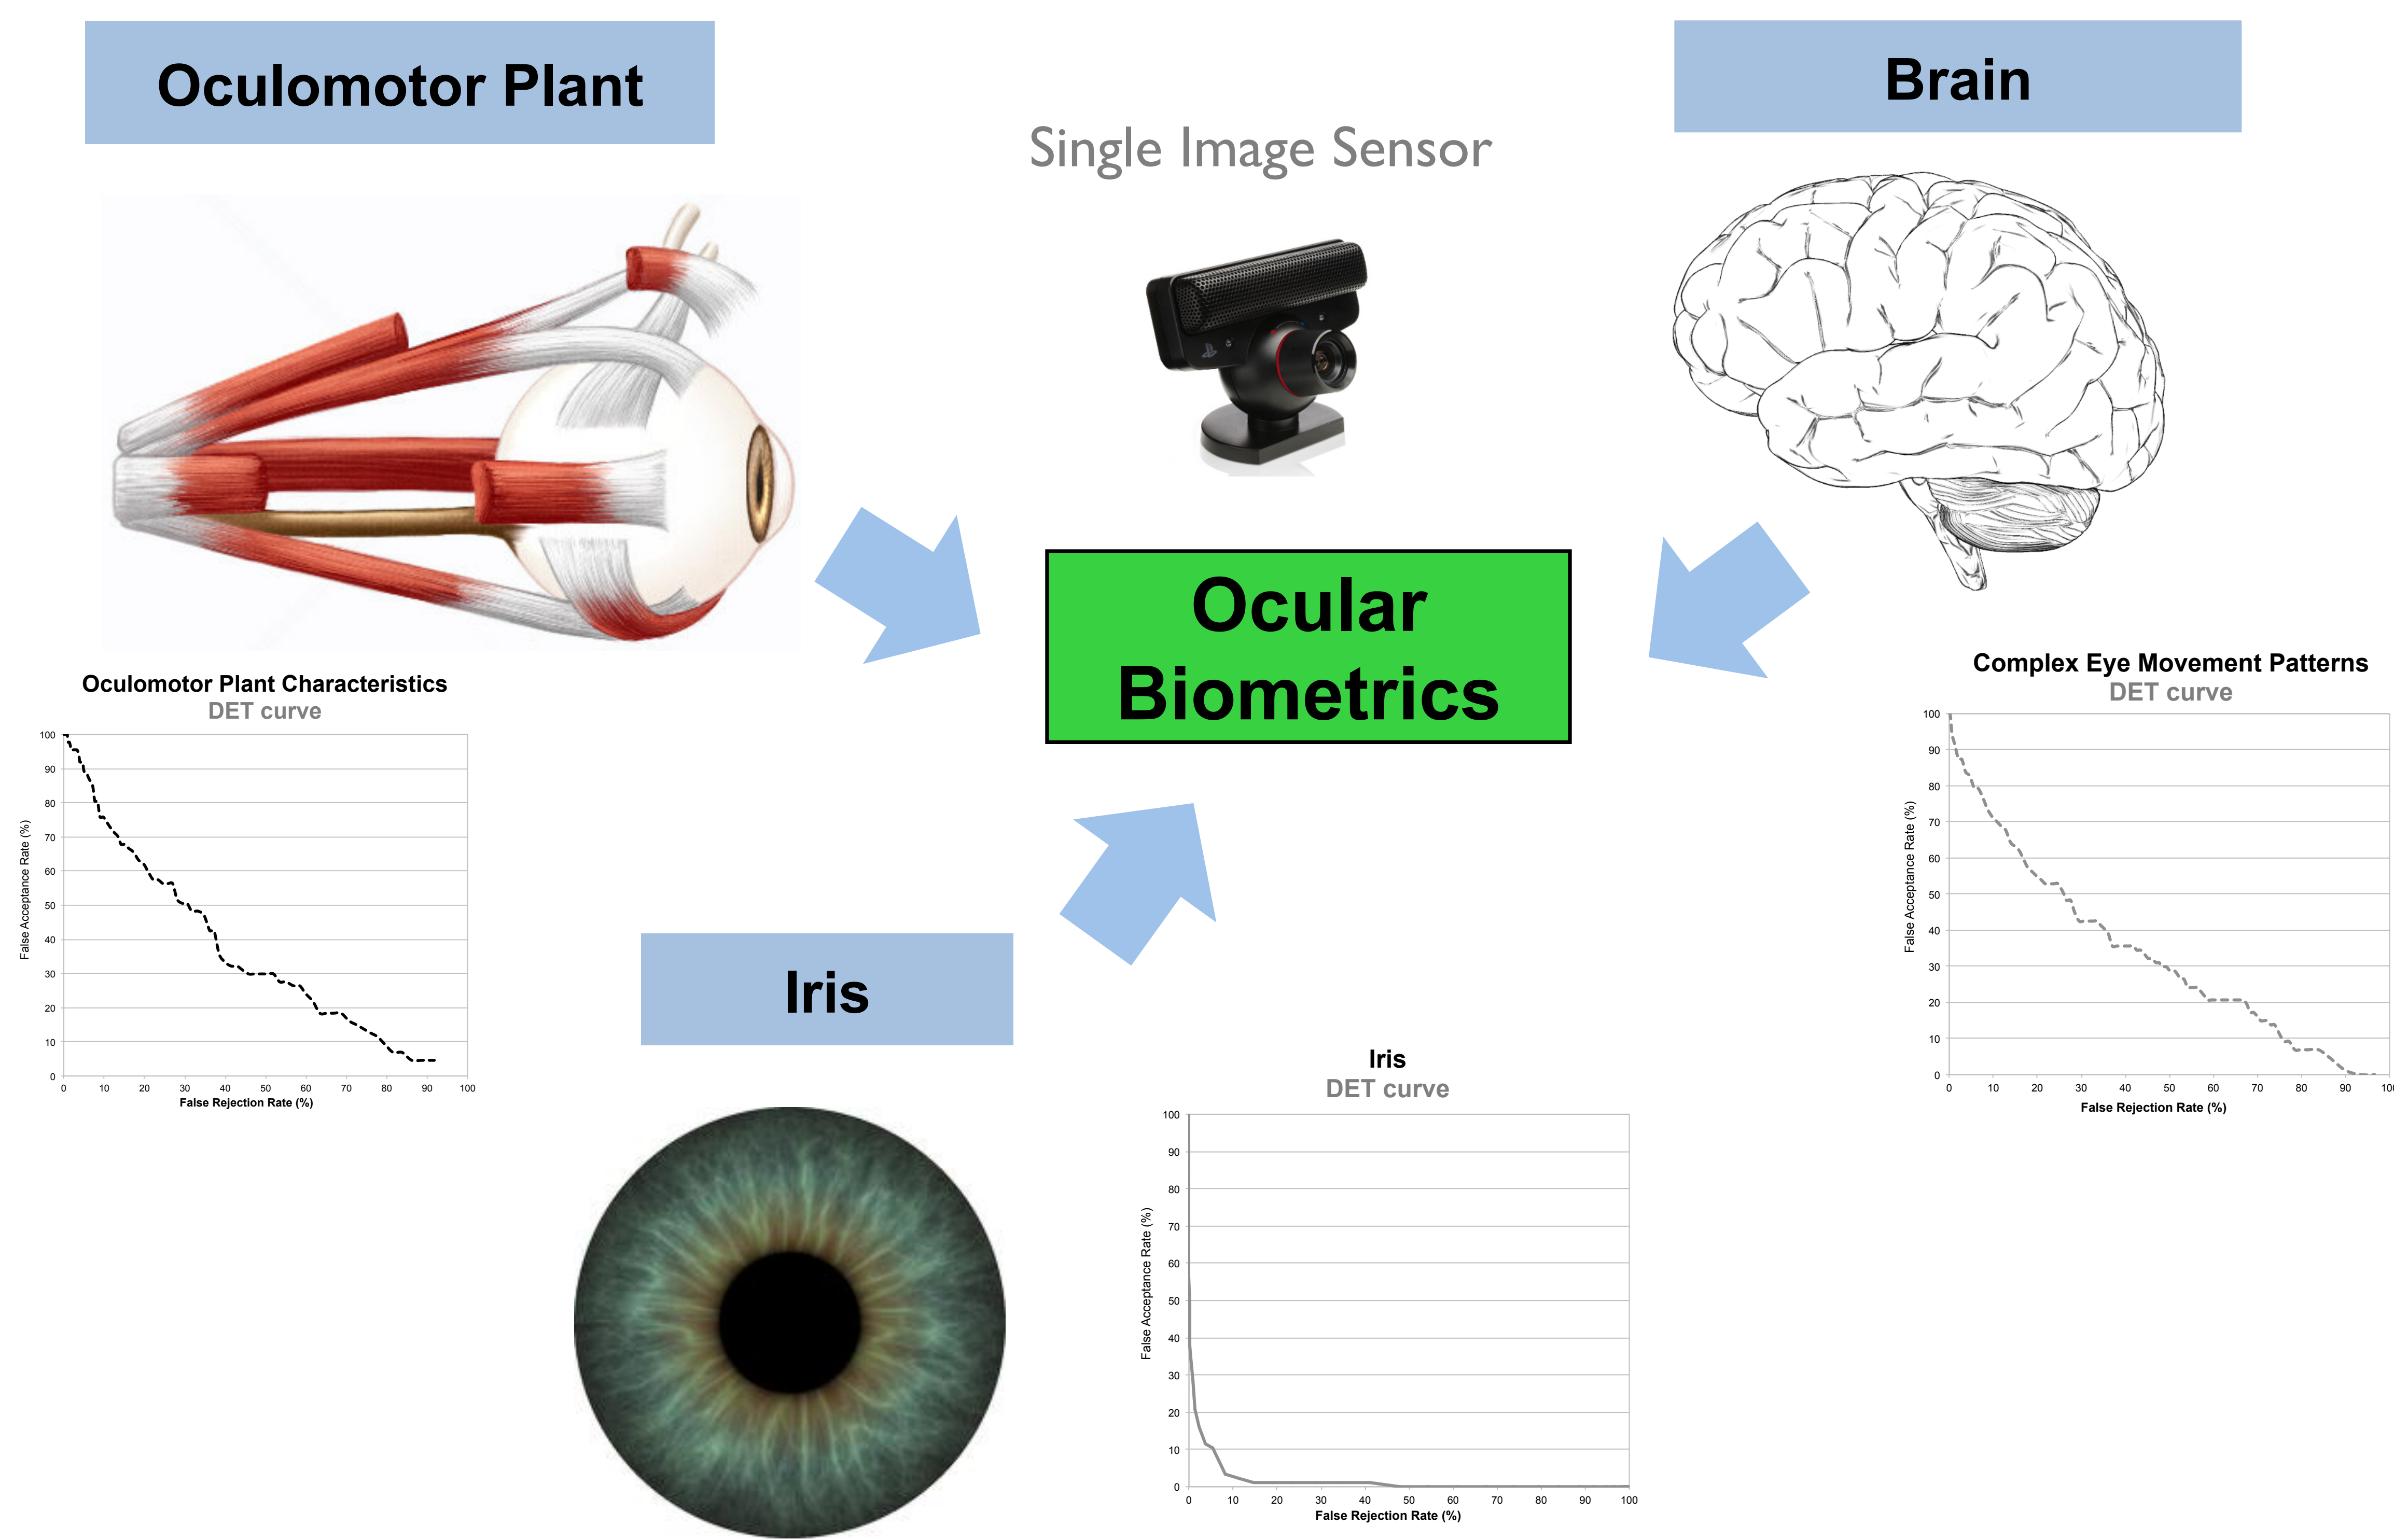 Oculomotor Plant
Brain
Single Image Sensor
Ocular
Biometrics
Oculomotor Plant Characteristics
DET curve
False Acceptance Rate (%)
100
90
80
70
60
50
40
30
20
10
0
0 10 20 30 40 50 60 70 80 90 100
False Rejection Rate (%)
Complex Eye Movement Patterns
DET curve
False Acceptance Rate (%)
100
90
80
70
60
50
40
30
20
10
0
0 10 20 30 40 50 60 70 80 90 10
False Rejection Rate (%)
Iris
Iris
DET curve
False Acceptance Rate (%)
100
90
80
70
60
50
40
30
20
10
0
0 10 20 30 40 50 60 70 80 90 100
False Rejection Rate (%)